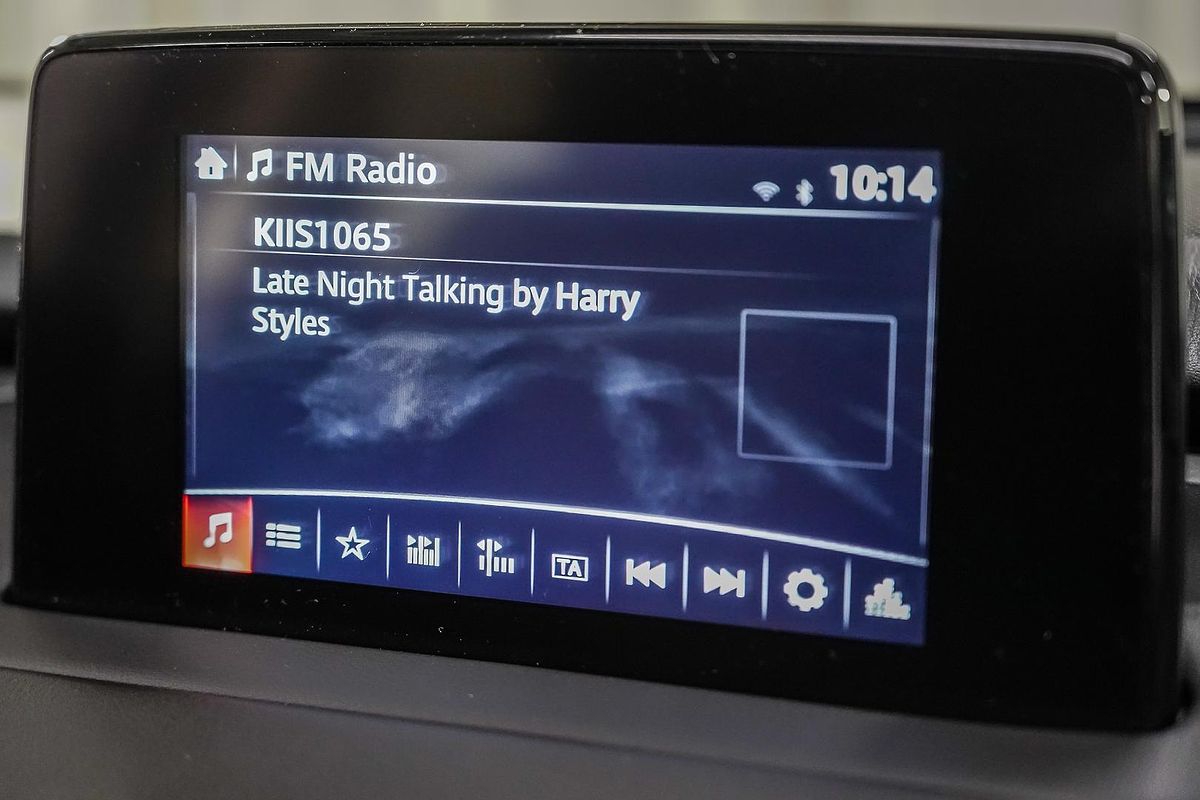 FM Radio
10:14
KIIS1065
Late Night Talking by Harry
Styles
TA